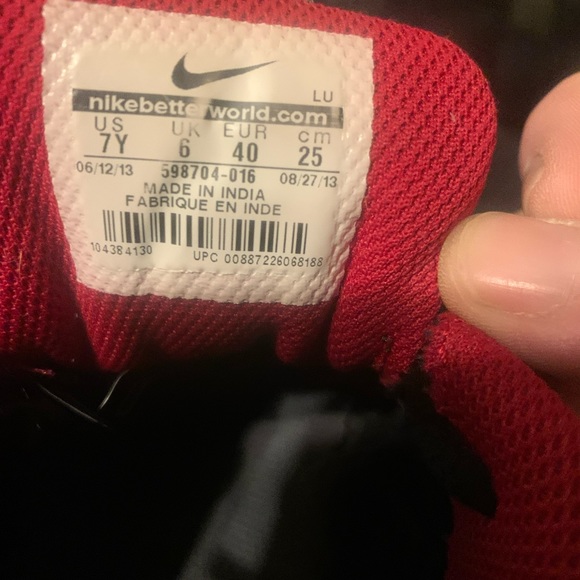 LU
nikebetterworld.com
US UK EUR cm
7Y 6 40 25
06/12/13 598704-016 08/27/13
MADE IN INDIA
FABRIQUE EN INDE
104384130
UPC 00887226068188